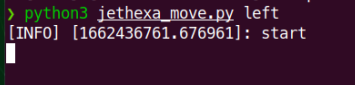 ❯ python3 jethexa_move.py left
[INFO] [1662436761.676961]: start